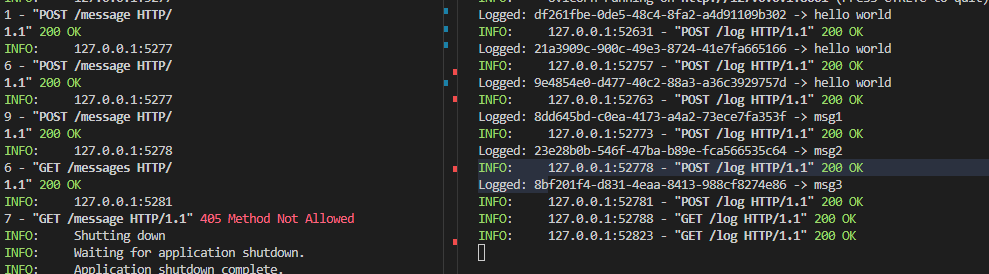 1 - "POST /message HTTP/
1.1" 200 OK
INFO:     127.0.0.1:5277
6 - "POST /message HTTP/
1.1" 200 OK
INFO:     127.0.0.1:5277
9 - "POST /message HTTP/
1.1" 200 OK
INFO:     127.0.0.1:5278
6 - "GET /messages HTTP/
1.1" 200 OK
INFO:     127.0.0.1:5281
7 - "GET /message HTTP/1.1" 405 Method Not Allowed
INFO:     Shutting down
INFO:     Waiting for application shutdown.
INFO:     Application shutdown complete.
Logged: df261fbe-0de5-48c4-8fa2-a4d91109b302 -> hello world
INFO:     127.0.0.1:52631 - "POST /log HTTP/1.1" 200 OK
Logged: 21a3909c-900c-49e3-8724-41e7fa665166 -> hello world
INFO:     127.0.0.1:52757 - "POST /log HTTP/1.1" 200 OK
Logged: 9e4854e0-d477-40c2-88a3-a36c3929757d -> hello world
INFO:     127.0.0.1:52763 - "POST /log HTTP/1.1" 200 OK
Logged: 8dd645bd-c0ea-4173-a4a2-73ece7fa353f -> msg1
INFO:     127.0.0.1:52773 - "POST /log HTTP/1.1" 200 OK
Logged: 23e28b0b-546f-47ba-b89e-fca566535c64 -> msg2
INFO:     127.0.0.1:52778 - "POST /log HTTP/1.1" 200 OK
Logged: 8bf201f4-d831-4eaa-8413-988cf8274e86 -> msg3
INFO:     127.0.0.1:52781 - "POST /log HTTP/1.1" 200 OK
INFO:     127.0.0.1:52788 - "GET /log HTTP/1.1" 200 OK
INFO:     127.0.0.1:52823 - "GET /log HTTP/1.1" 200 OK